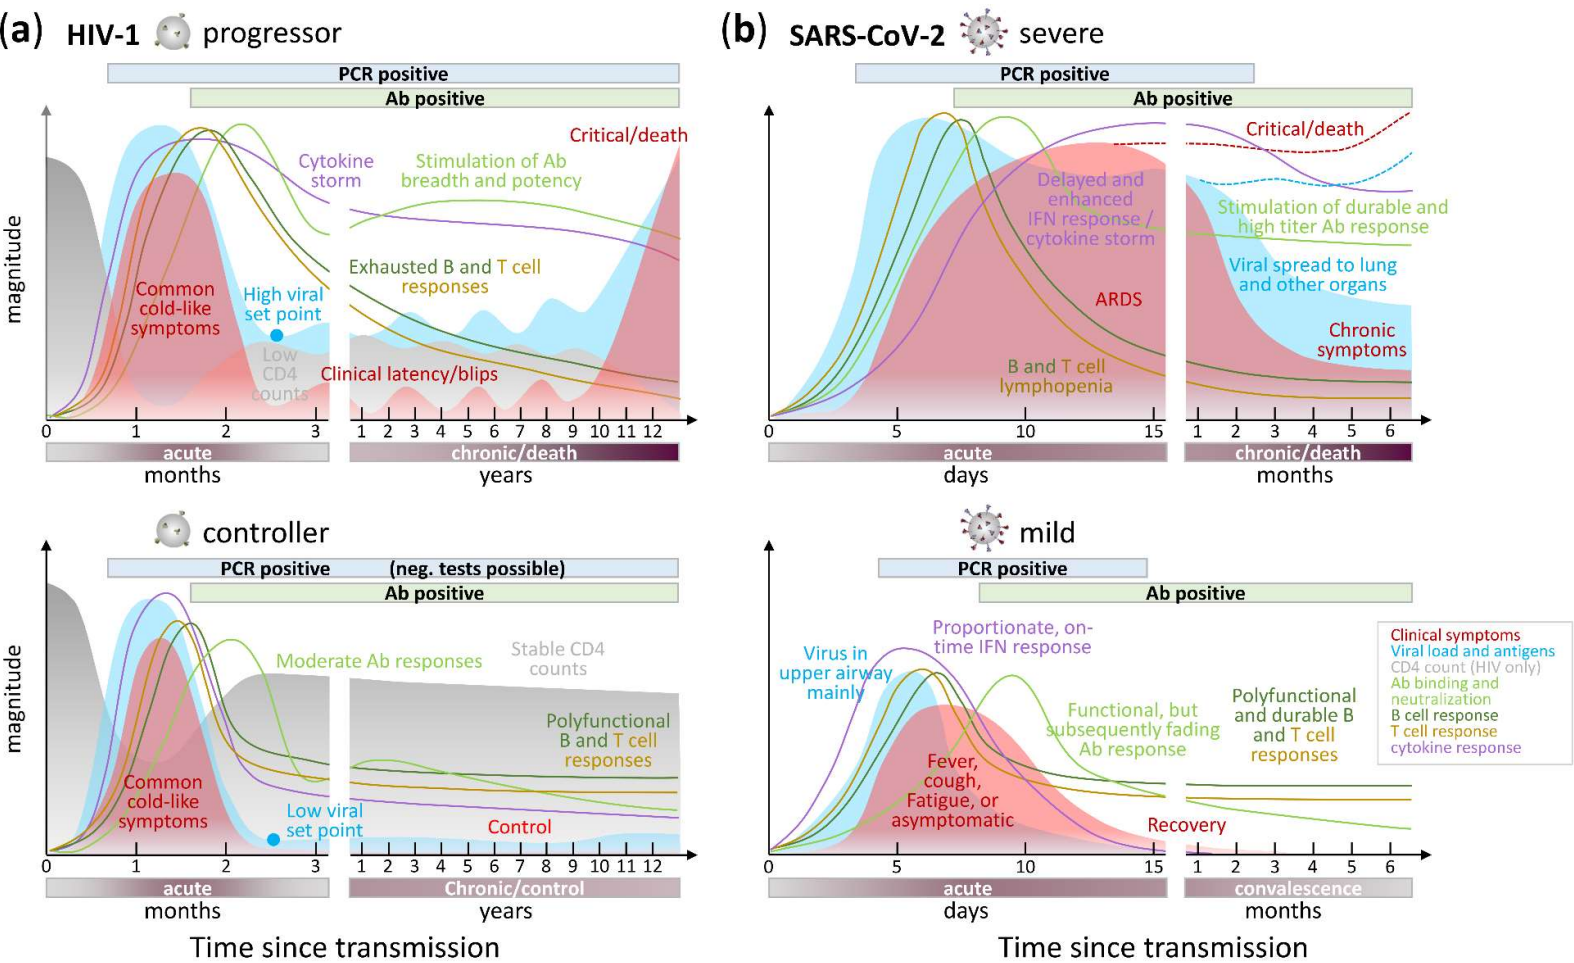 (a) HIV-1 progressor
PCR positive
Ab positive
magnitude
Critical/death
Cytokine
storm
Stimulation of Ab
breadth and potency
Exhausted B and T cell
responses
Common
cold-like
symptoms
High viral
set point
Low
CD4
counts
Clinical latency/blips
0 1 2 3
1 2 3 4 5 6 7 8 9 10 11 12
acute
chronic/death
months
years
controller
PCR positive (neg. tests possible)
Ab positive
magnitude
Moderate Ab responses
Stable CD4
counts
Polyfunctional
B and T cell
responses
Common
cold-like
symptoms
Low viral
set point
Control
0 1 2 3
1 2 3 4 5 6 7 8 9 10 11 12
acute
Chronic/control
months
years
Time since transmission
(b) SARS-CoV-2 severe
PCR positive
Ab positive
Critical/death
Delayed and
enhanced
IFN response /
cytokine storm
Stimulation of durable and
high titer Ab response
Viral spread to lung
and other organs
ARDS
Chronic
symptoms
B and T cell
lymphopenia
0 5 10 15
1 2 3 4 5 6
acute
chronic/death
days
months
mild
PCR positive
Ab positive
Proportionate, on-
time IFN response
Virus in
upper airway
mainly
Functional, but
subsequently fading
Ab response
Polyfunctional
and durable B
and T cell
responses
Fever,
cough,
Fatigue, or
asymptomatic
Recovery
0 5 10 15
1 2 3 4 5 6
acute
convalescence
days
months
Time since transmission
Clinical symptoms
Viral load and antigens
CD4 count (HIV only)
Ab binding and
neutralization
B cell response
T cell response
cytokine response